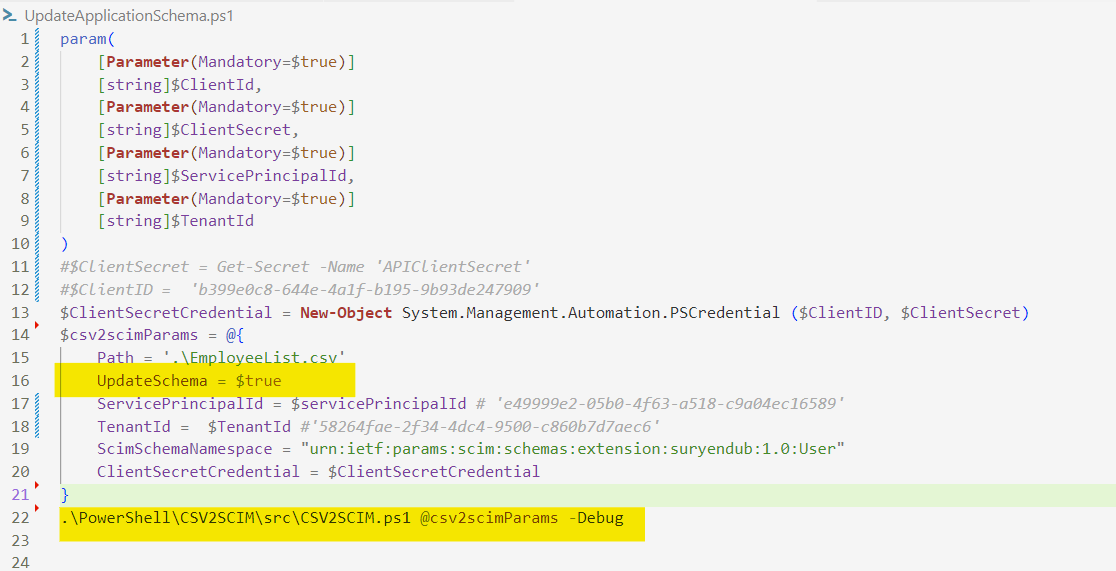 UpdateApplicationSchema.ps1
1 param(
2 [Parameter(Mandatory=$true)]
3 [string]$ClientId,
4 [Parameter(Mandatory=$true)]
5 [string]$ClientSecret,
6 [Parameter(Mandatory=$true)]
7 [string]$ServicePrincipalId,
8 [Parameter(Mandatory=$true)]
9 [string]$TenantId
10 )
11 #$ClientSecret = Get-Secret -Name 'APIClientSecret'
12 #$ClientID =  'b399e0c8-644e-4a1f-b195-9b93de247909'
13 $ClientSecretCredential = New-Object System.Management.Automation.PSCredential ($ClientID, $ClientSecret)
14 $csv2scimParams = @{
15 Path = '.\EmployeeList.csv'
16 UpdateSchema = $true
17 ServicePrincipalId = $servicePrincipalId # 'e49999e2-05b0-4f63-a518-c9a04ec16589'
18 TenantId =  $TenantId #'58264fae-2f34-4dc4-9500-c860b7d7aec6'
19 ScimSchemaNamespace = "urn:ietf:params:scim:schemas:extension:suryendub:1.0:User"
20 ClientSecretCredential = $ClientSecretCredential
21 }
22 .\PowerShell\CSV2SCIM\src\CSV2SCIM.ps1 @csv2scimParams -Debug
23
24